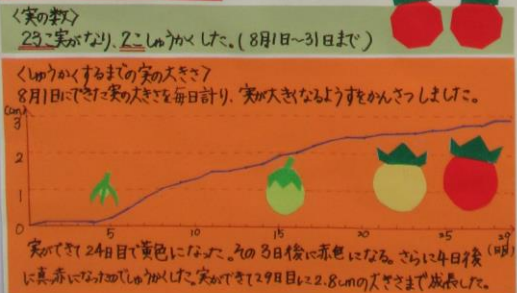 〈実の数〉
23こ実がなり、2こしゅうかくした。(8月1日~31日まで)
〈しゅうかくするまでの実の大きさ〉
8月1日にできた実の大きさを毎日計り、実が大きくなるようすをかんさつしました。
(cm)
3
2
1
0 5 10 15 20 25 29 (日目)
実ができて24日目で黄色になった。その3日後に赤色になる。さらに4日後
に真っ赤になったのでしゅうかくした。実ができて29日目に2.8cmの大きさまで成長した。